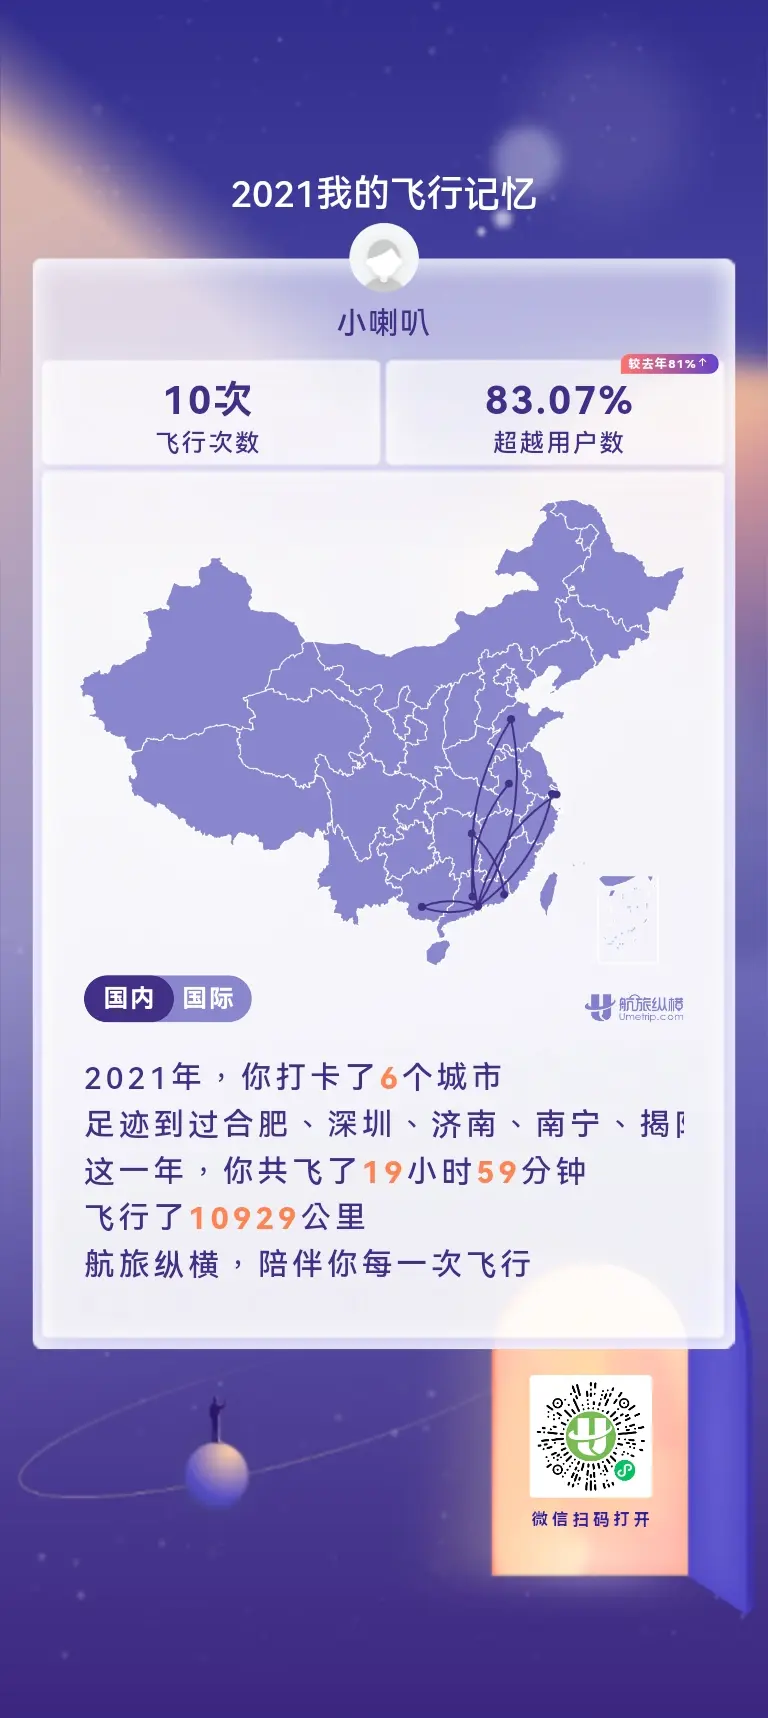 2021我的飞行记忆
小喇叭
较去年81%↑
10次
83.07%
飞行次数
超越用户数
国内 国际
航旅纵横
Umetrip.com
2021年，你打卡了6个城市
足迹到过合肥、深圳、济南、南宁、揭
这一年，你共飞了19小时59分钟
飞行了10929公里
航旅纵横，陪伴你每一次飞行
微信扫码打开